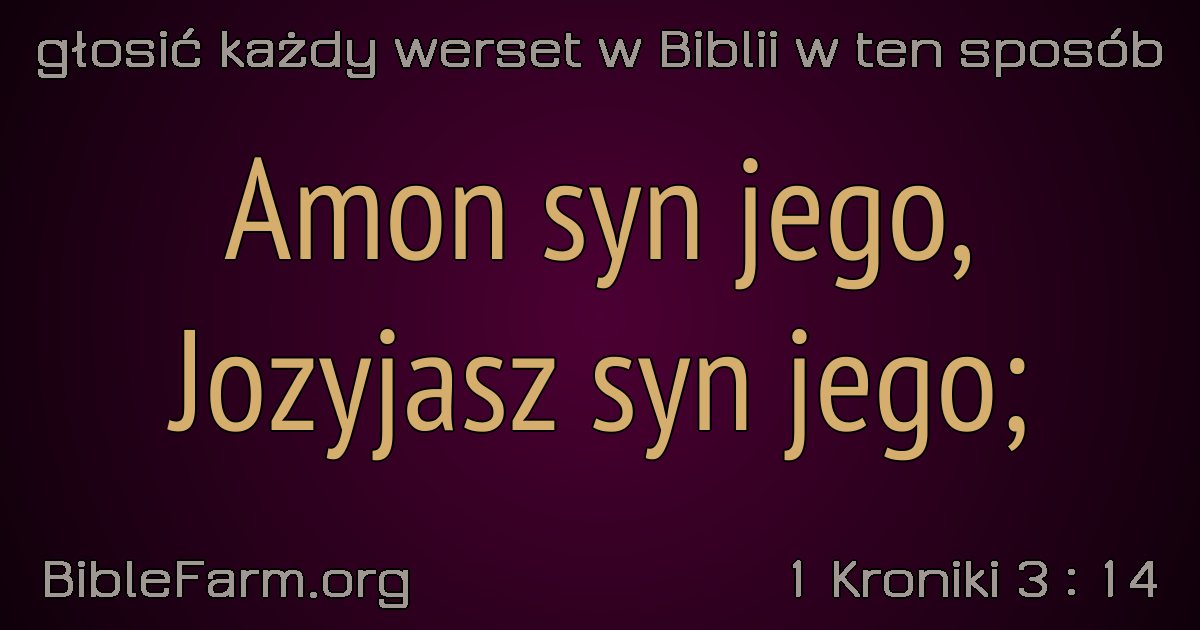 głosić każdy werset w Biblii w ten sposób
Amon syn jego,
Jozyjasz syn jego;
BibleFarm.org
1 Kroniki 3 : 14